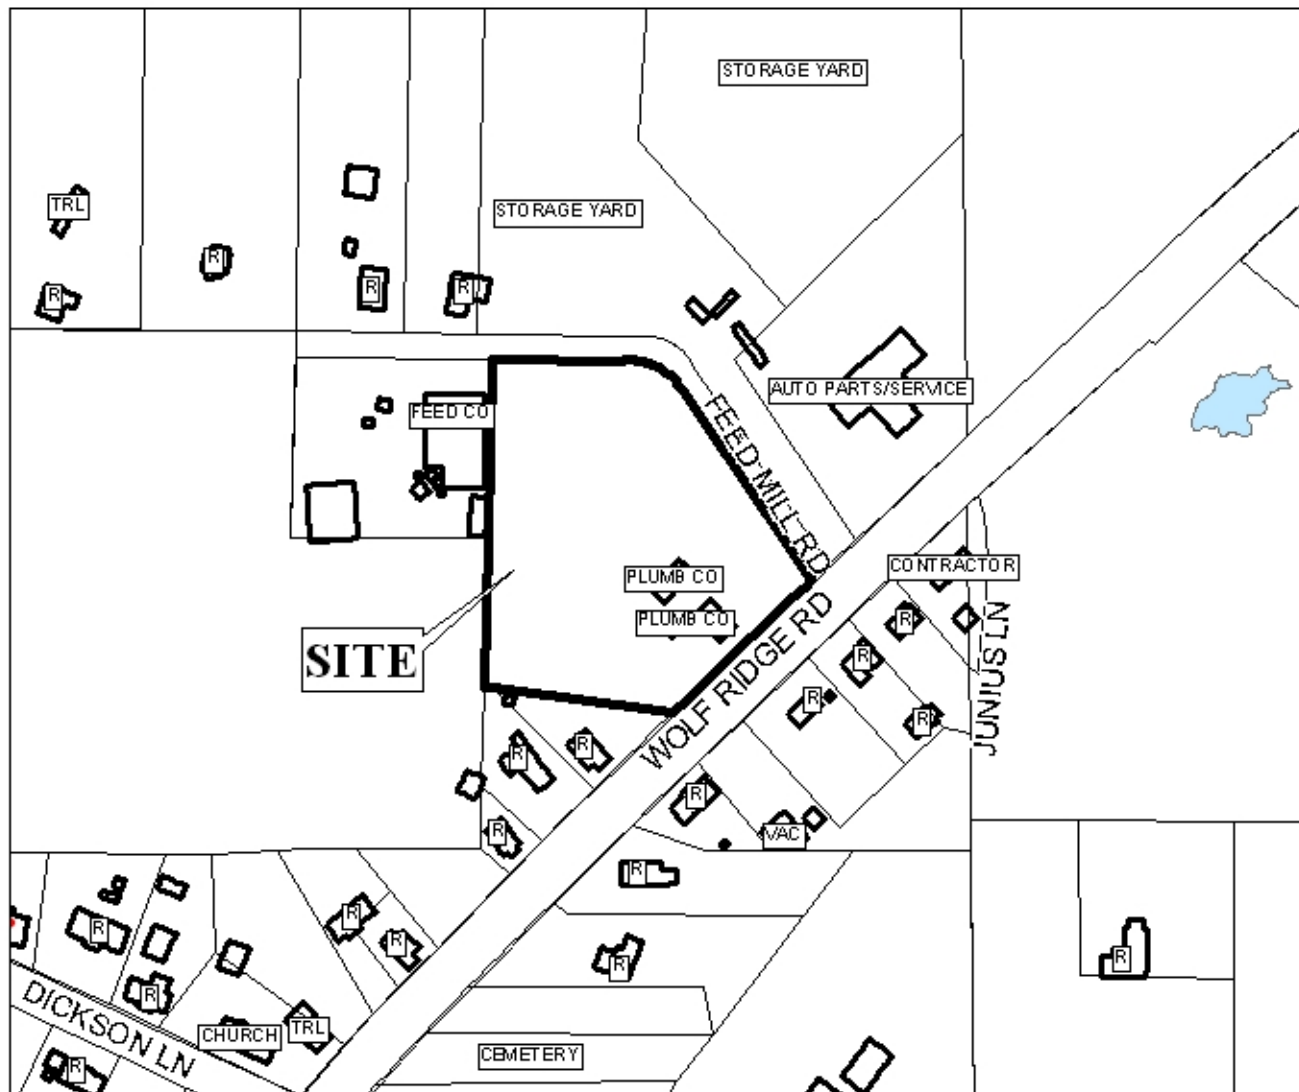 STORAGE YARD
TRL
STORAGE YARD
R
R
R
R
AUTO PARTS/SERVICE
FEED CO
FEED MILL RD
CONTRACTOR
PLUMB CO
PLUMB CO
R
SITE
WOLF RIDGE RD
JUNIUS LN
R
R
R
R
R
R
R
VAC
R
R
R
R
R
R
R
R
DICKSON LN
CHURCH
TRL
CEMETERY
R